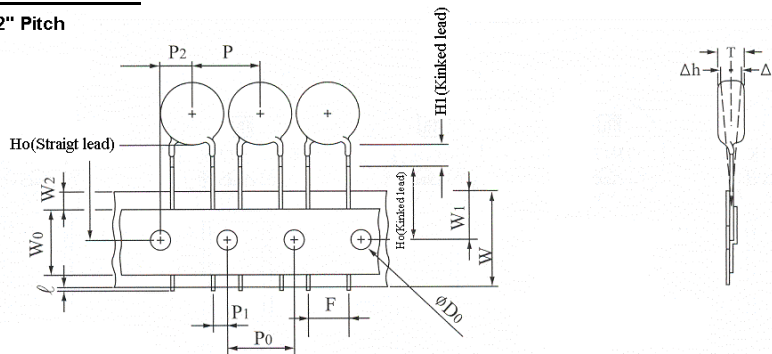 2" Pitch
P2
P
H1(Kinked lead)
T
Δh
Δ
Ho(Straigt lead)
W2
W0
Ho(Kinked lead)
W1
W
ℓ
P1
F
øD0
P0